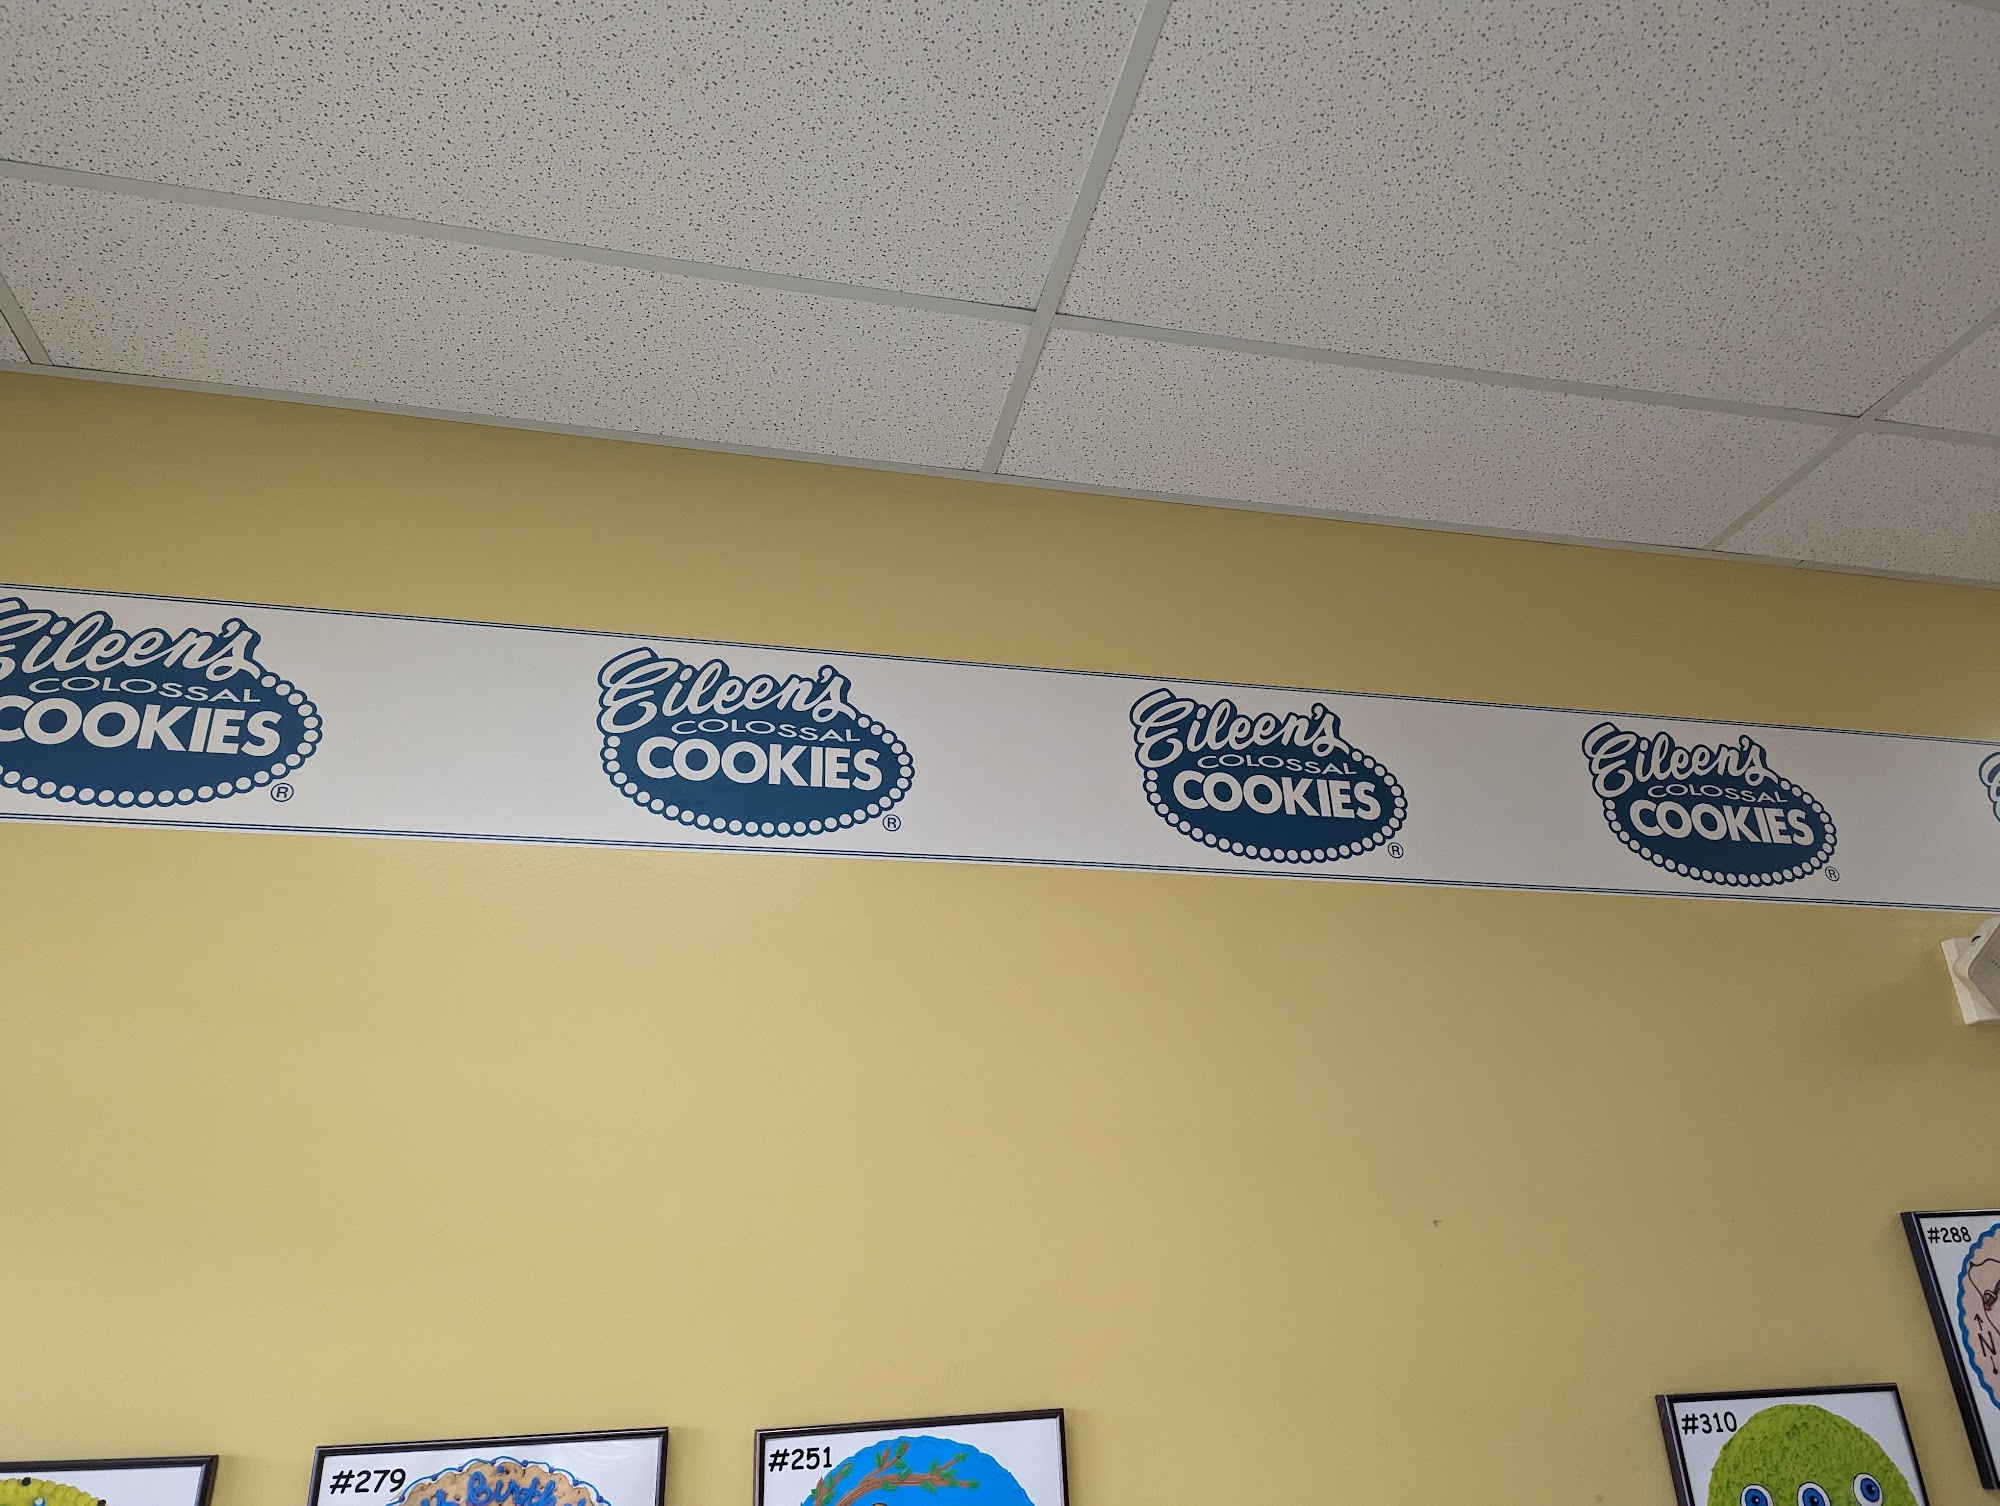 Eileen's
COLOSSAL
COOKIES
®
Eileen's
COLOSSAL
COOKIES
®
Eileen's
COLOSSAL
COOKIES
®
Eileen's
COLOSSAL
COOKIES
®
#288
N
#310
#251
#279